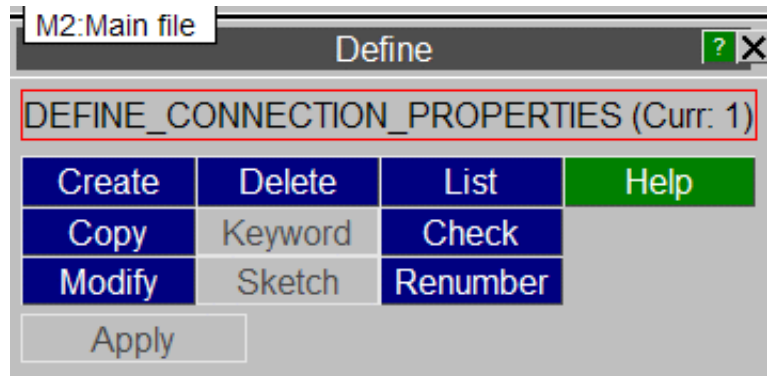 M2:Main file
Define ? X
DEFINE_CONNECTION_PROPERTIES (Curr: 1)
Create Delete List Help
Copy Keyword Check
Modify Sketch Renumber
Apply